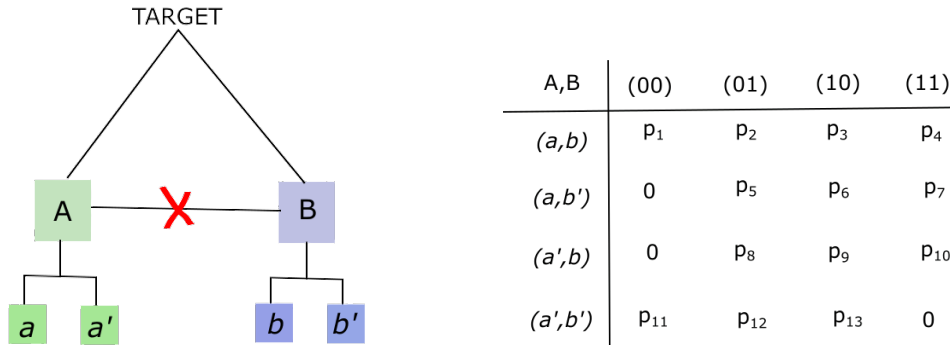 TARGET
A
B
X
a
a'
b
b'
A,B (00) (01) (10) (11)
(a,b) p₁ p₂ p₃ p₄
(a,b') 0 p₅ p₆ p₇
(a',b) 0 p₈ p₉ p₁₀
(a',b') p₁₁ p₁₂ p₁₃ 0